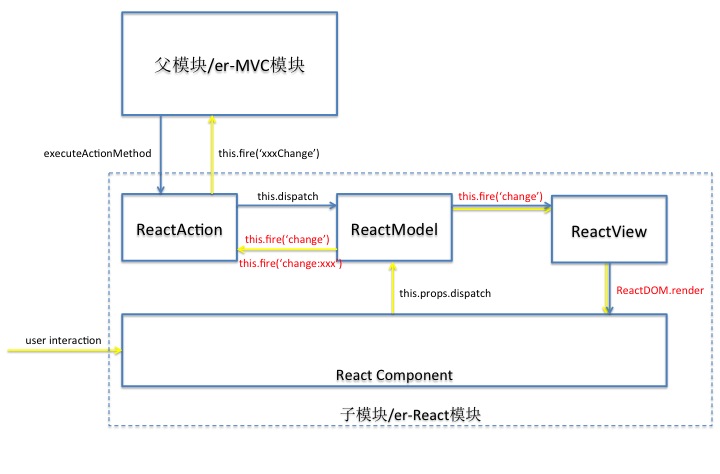 父模块/er-MVC模块
executeActionMethod
this.fire(‘xxxChange’)
ReactAction
this.dispatch
ReactModel
this.fire(‘change’)
ReactView
this.fire(‘change’)
this.fire(‘change:xxx’)
this.props.dispatch
ReactDOM.render
user interaction
React Component
子模块/er-React模块